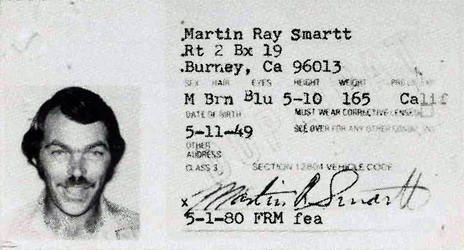 Martin Ray Smartt
Rt 2 Bx 19
Burney, Ca 96013
SEX HAIR EYES HEIGHT WEIGHT
M Brn Blu 5-10 165 Calif
DATE OF BIRTH MUST WEAR CORRECTIVE LENSES
5-11-49 SEE OVER FOR ANY OTHER CONDITIONS
OTHER
ADDRESS
CLASS 3 SECTION 12804 VEHICLE CODE
x Martin R Smartt
5-1-80 FRM fea